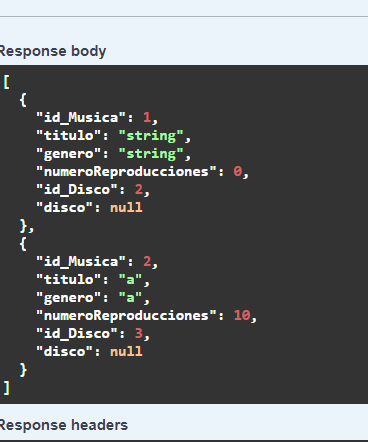 Response body
[
  {
    "id_Musica": 1,
    "titulo": "string",
    "genero": "string",
    "numeroReproducciones": 0,
    "id_Disco": 2,
    "disco": null
  },
  {
    "id_Musica": 2,
    "titulo": "a",
    "genero": "a",
    "numeroReproducciones": 10,
    "id_Disco": 3,
    "disco": null
  }
]
Response headers